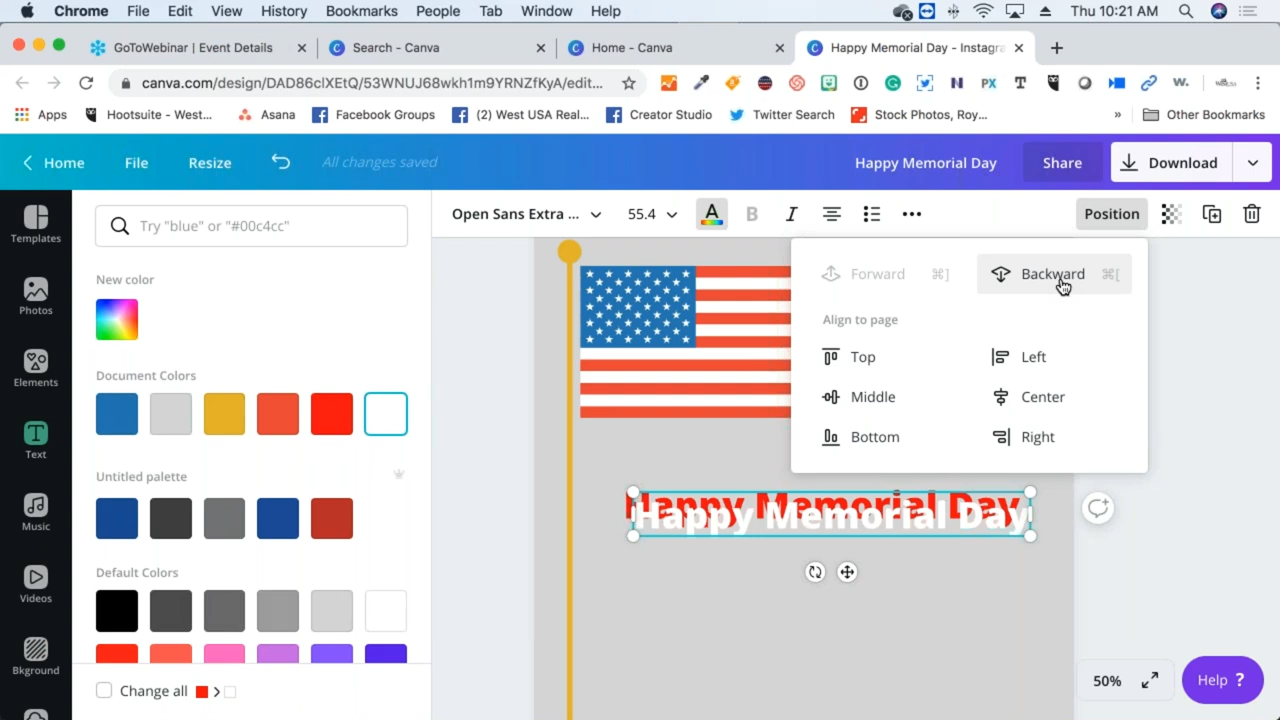 Chrome File Edit View History Bookmarks People Tab Window Help Thu 10:21 AM
GoToWebinar | Event Details Search - Canva Home - Canva Happy Memorial Day - Instagra
canva.com/design/DAD86clXEtQ/53WNUJ68wkh1m9YRNZfKyA/edit...
Apps Hootsuite - West... Asana Facebook Groups (2) West USA Real... Creator Studio Twitter Search Stock Photos, Roy... » Other Bookmarks
Home File Resize All changes saved Happy Memorial Day Share Download
Templates
Photos
Elements
Text
Music
Videos
Bkground
Try "blue" or "#00c4cc"
New color
Document Colors
Untitled palette
Default Colors
Change all
Open Sans Extra ... 55.4 A B I Position
Forward ⌘] Backward ⌘[
Align to page
Top Left
Middle Center
Bottom Right
Happy Memorial Day
Happy Memorial Day
50% Help ?